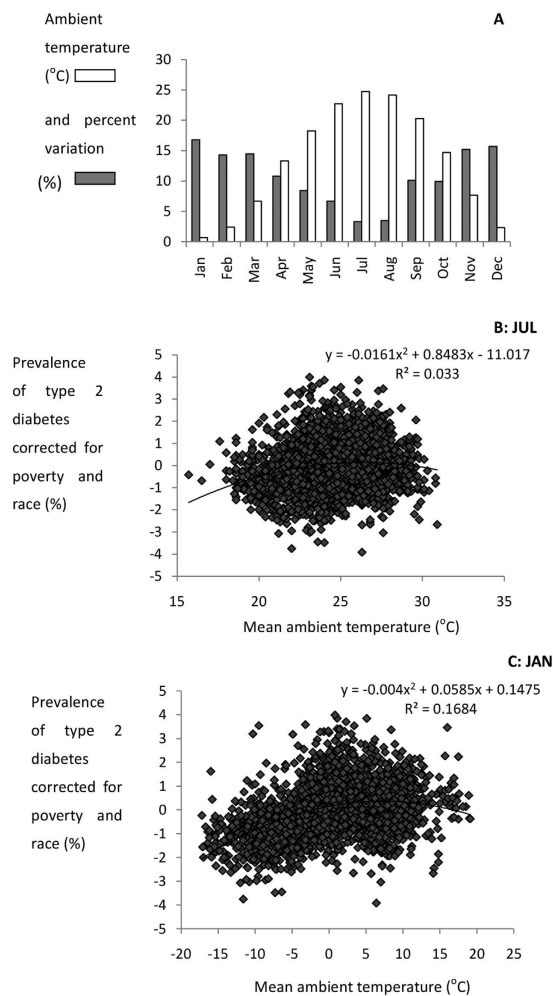 Ambient
temperature
(°C)
and percent
variation
(%)
A
30
25
20
15
10
5
0
Jan
Feb
Mar
Apr
May
Jun
Jul
Aug
Sep
Oct
Nov
Dec
B: JUL
Prevalence
of type 2
diabetes
corrected for
poverty and
race (%)
y = -0.0161x² + 0.8483x - 11.017
R² = 0.033
5
4
3
2
1
0
-1
-2
-3
-4
-5
15
20
25
30
35
Mean ambient temperature (°C)
C: JAN
Prevalence
of type 2
diabetes
corrected for
poverty and
race (%)
y = -0.004x² + 0.0585x + 0.1475
R² = 0.1684
5
4
3
2
1
0
-1
-2
-3
-4
-5
-20
-15
-10
-5
0
5
10
15
20
25
Mean ambient temperature (°C)